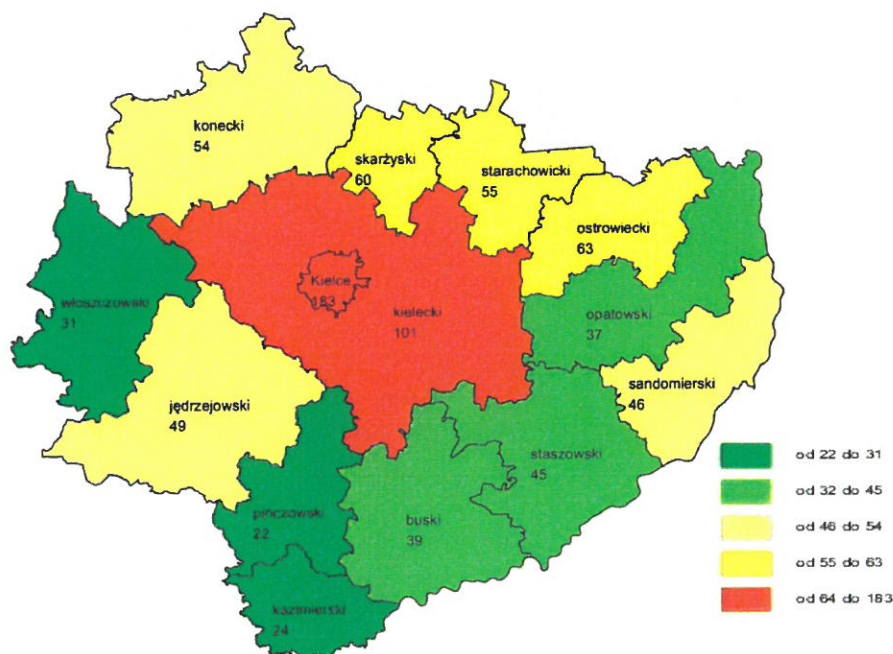 konecki
54
skarżyski
60
starachowicki
55
ostrowiecki
63
Kielce
183
kielecki
101
włoszczowski
31
opatowski
37
sandomierski
46
jędrzejowski
49
staszowski
45
pińczowski
22
buski
39
kazimierski
24
od 22 do 31
od 32 do 45
od 46 do 54
od 55 do 63
od 64 do 183